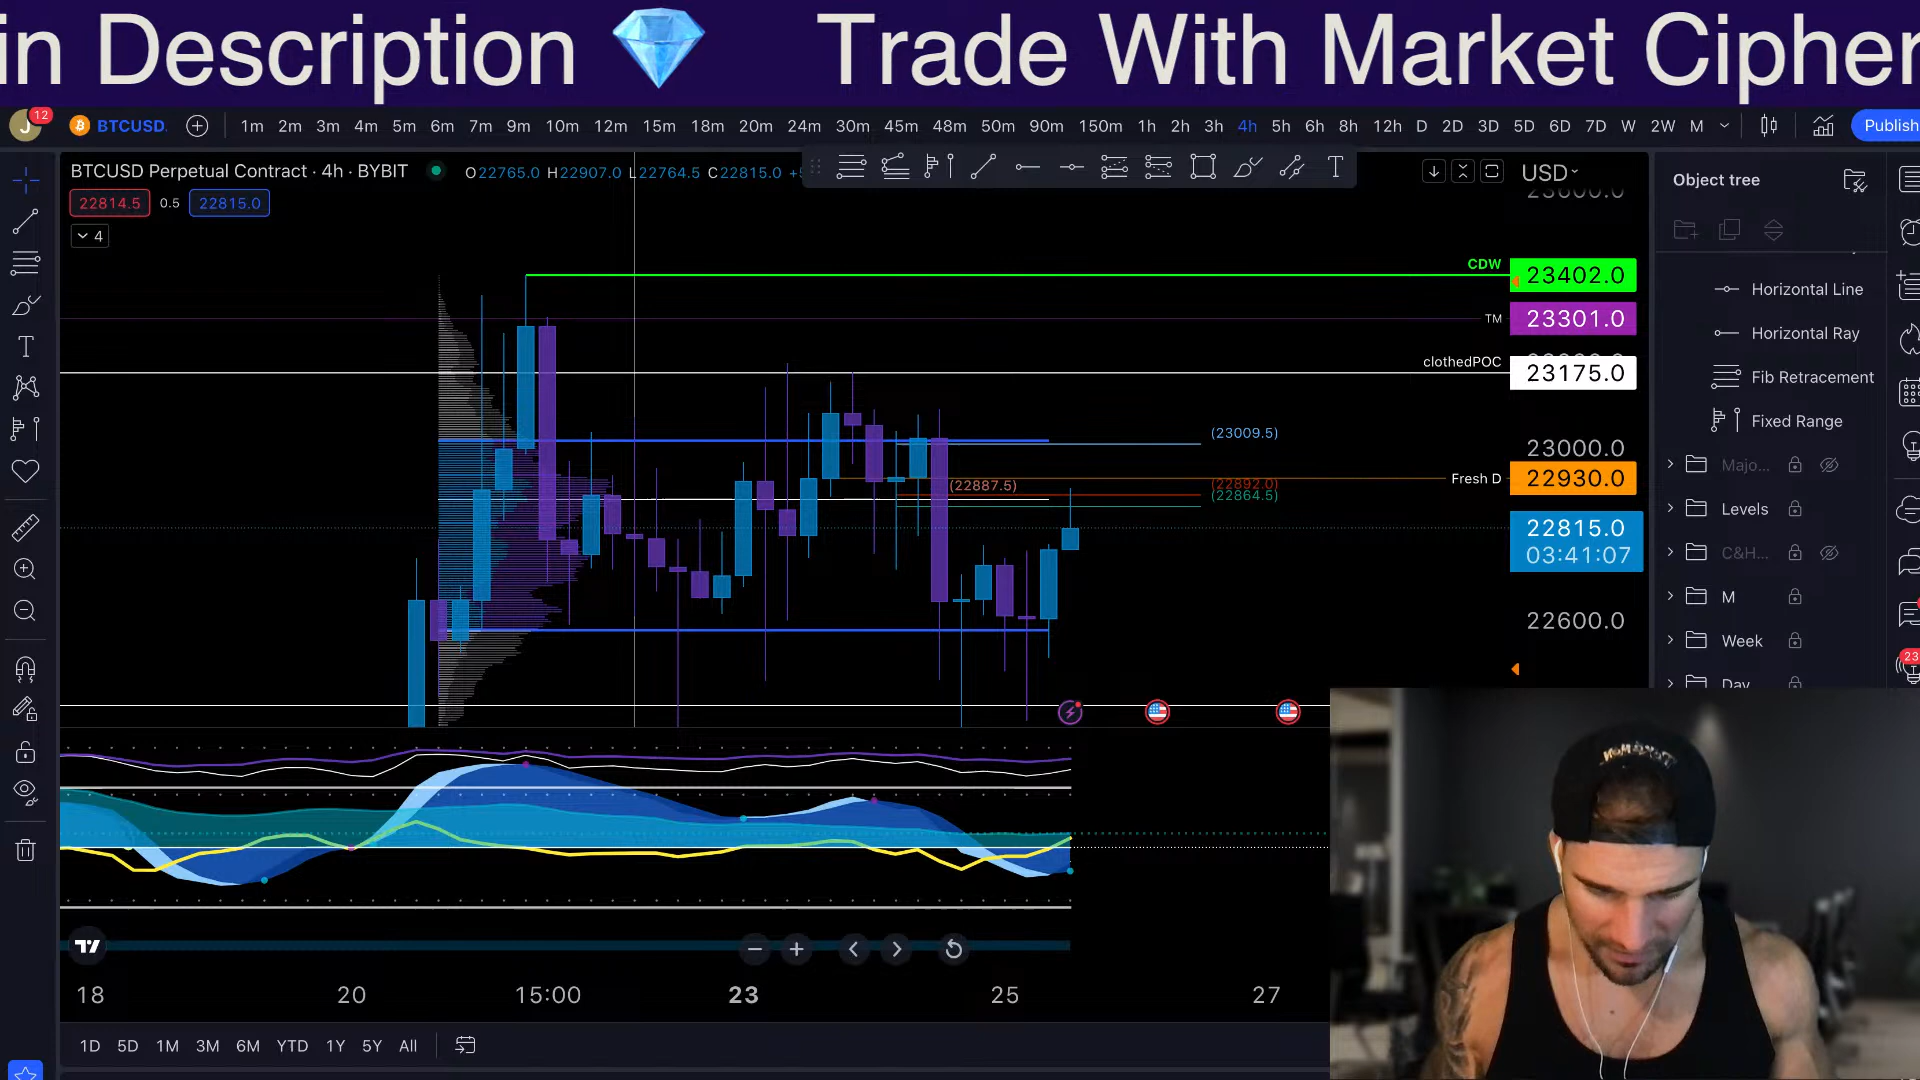 in Description 💎 Trade With Market Cipher
J 12 BTCUSD 1m 2m 3m 4m 5m 6m 7m 9m 10m 12m 15m 18m 20m 24m 30m 45m 48m 50m 90m 150m 1h 2h 3h 4h 5h 6h 8h 12h D 2D 3D 5D 6D 7D W 2W M Publish
BTCUSD Perpetual Contract · 4h · BYBIT O22765.0 H22907.0 L22764.5 C22815.0 USD
22814.5 0.5 22815.0
4
Object tree
Horizontal Line
Horizontal Ray
Fib Retracement
Fixed Range
Majo...
Levels
C&H...
M
Week
Day
CDW 23402.0
TM 23301.0
clothedPOC 23175.0
(23009.5)
23000.0
Fresh D 22930.0
(22887.5) (22892.0)
(22864.5)
22815.0
03:41:07
22600.0
23
18 20 15:00 23 25 27
1D 5D 1M 3M 6M YTD 1Y 5Y All